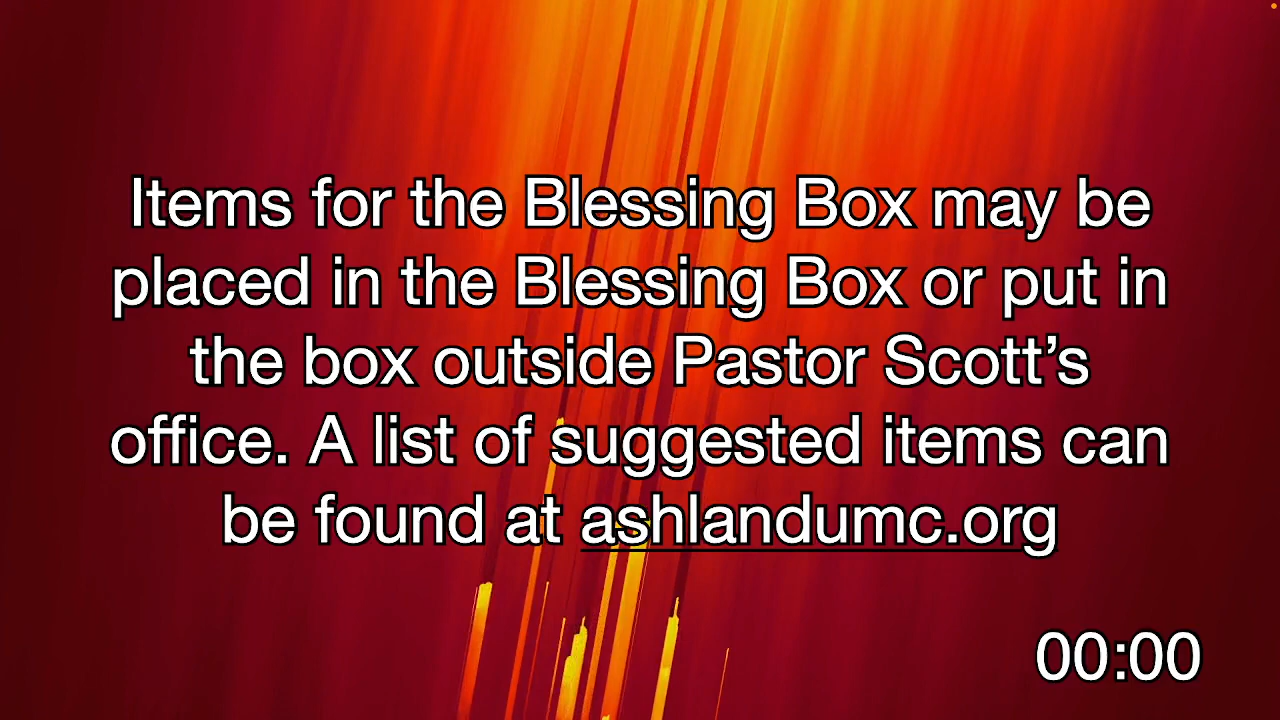 Items for the Blessing Box may be
placed in the Blessing Box or put in
the box outside Pastor Scott’s
office. A list of suggested items can
be found at ashlandumc.org
00:00